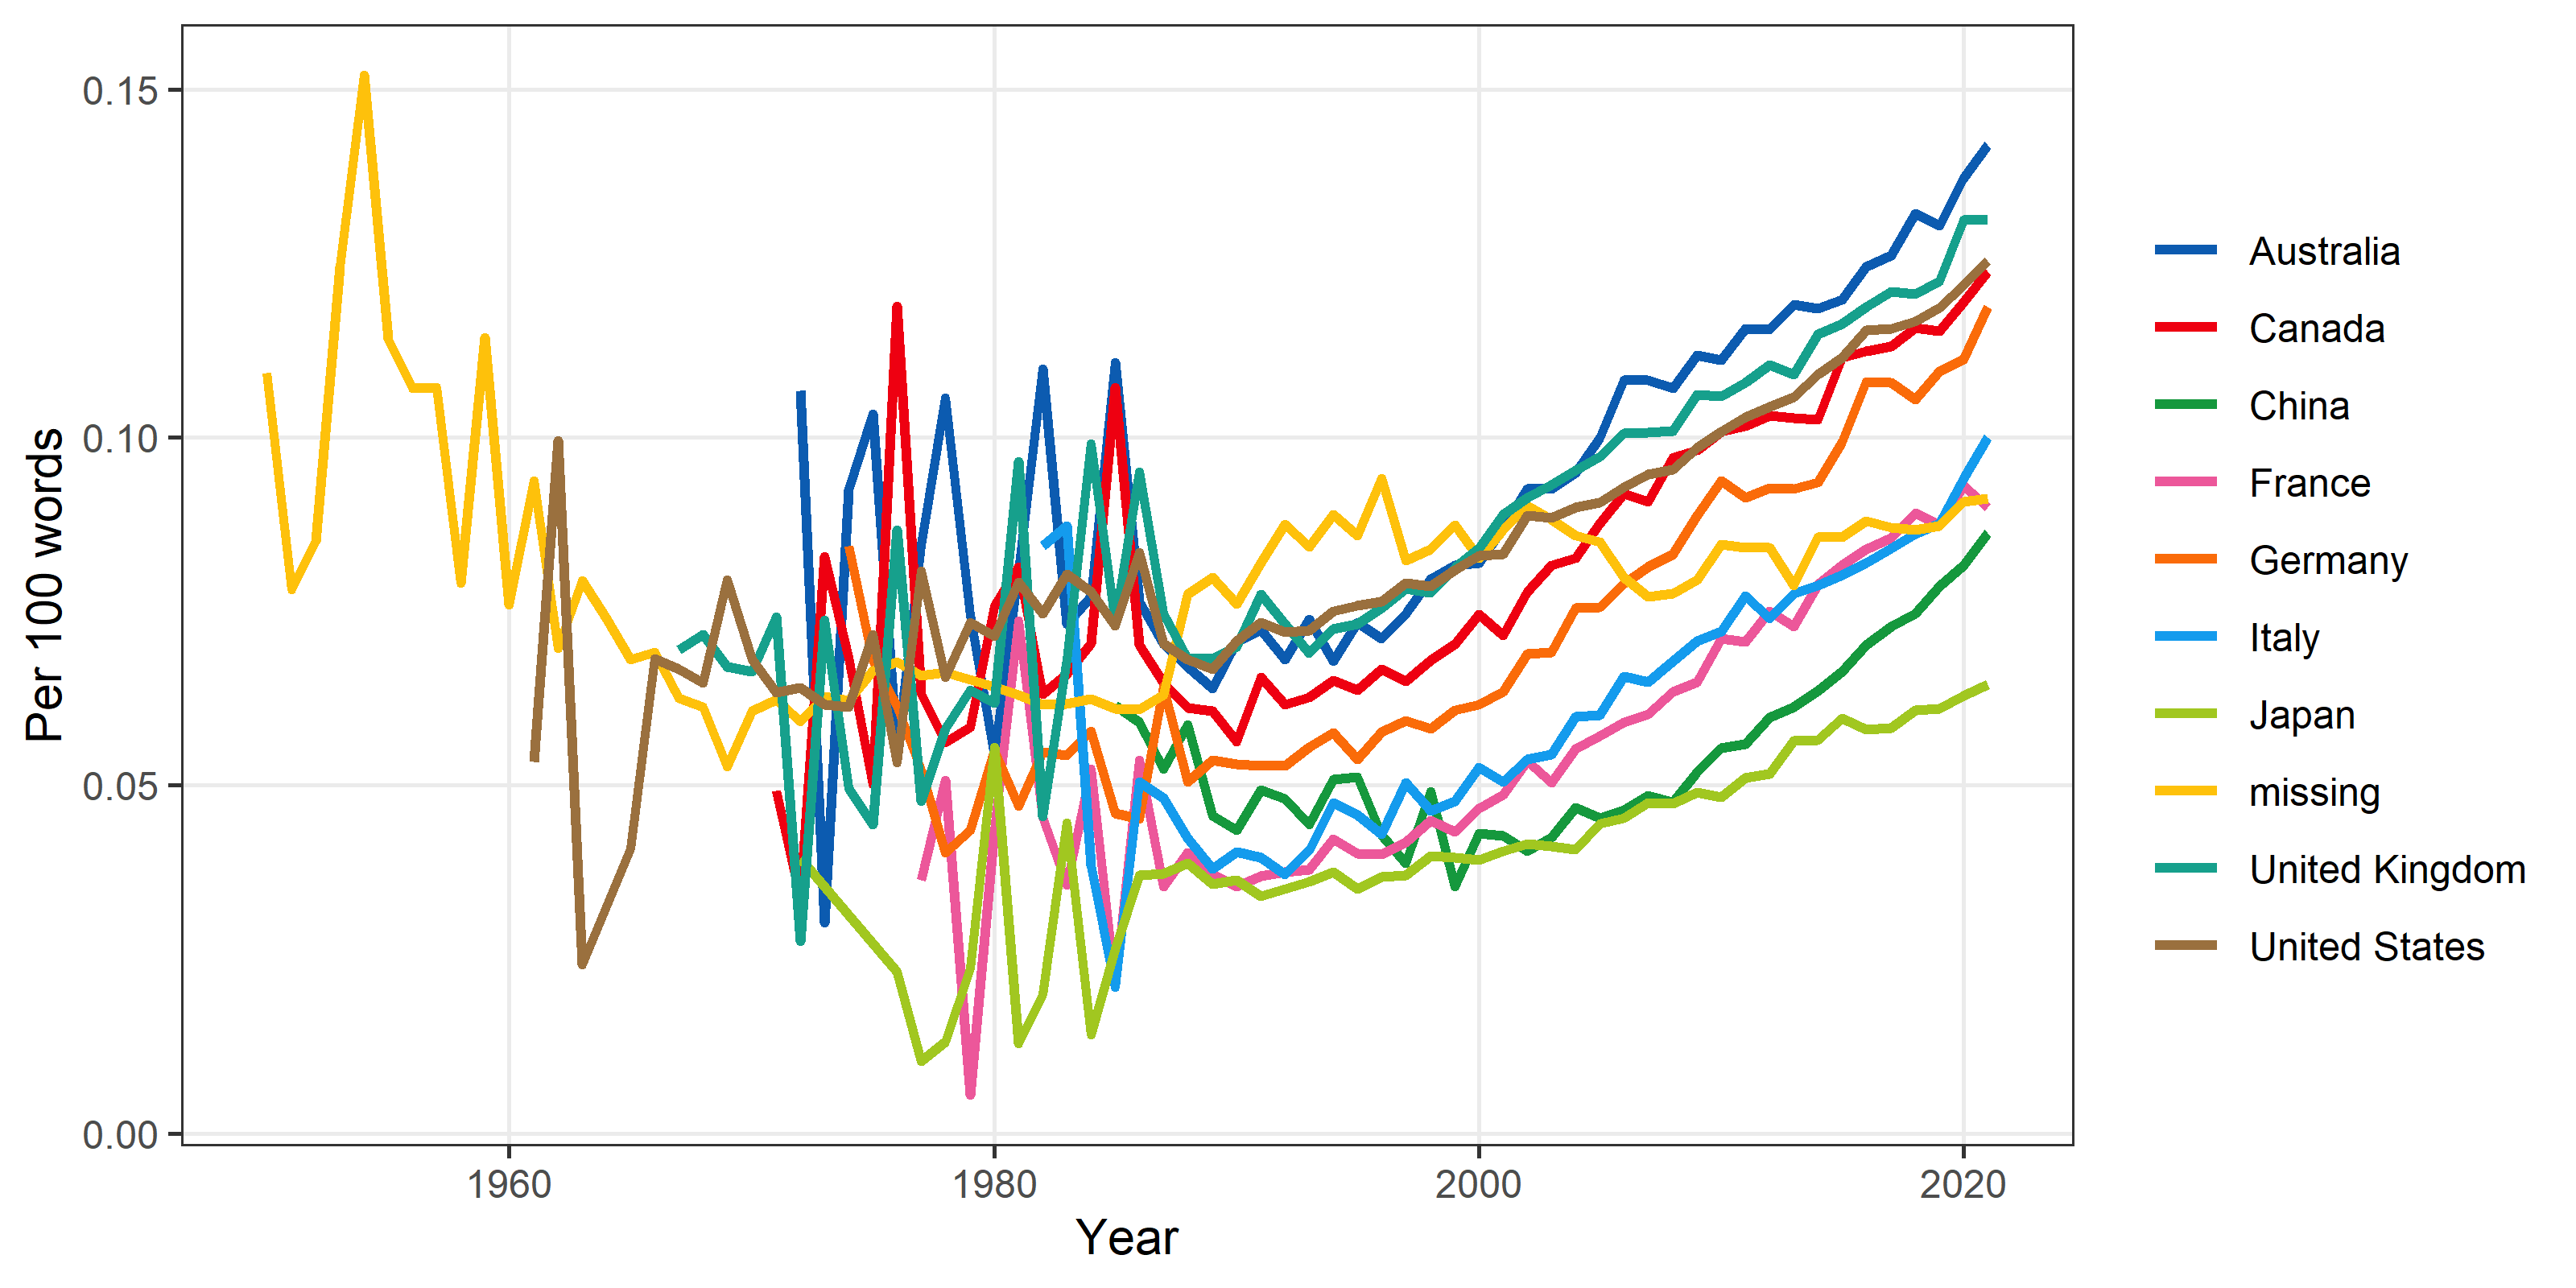 0.15
0.10
0.05
0.00
Per 100 words
1960
1980
2000
2020
Year
Australia
Canada
China
France
Germany
Italy
Japan
missing
United Kingdom
United States